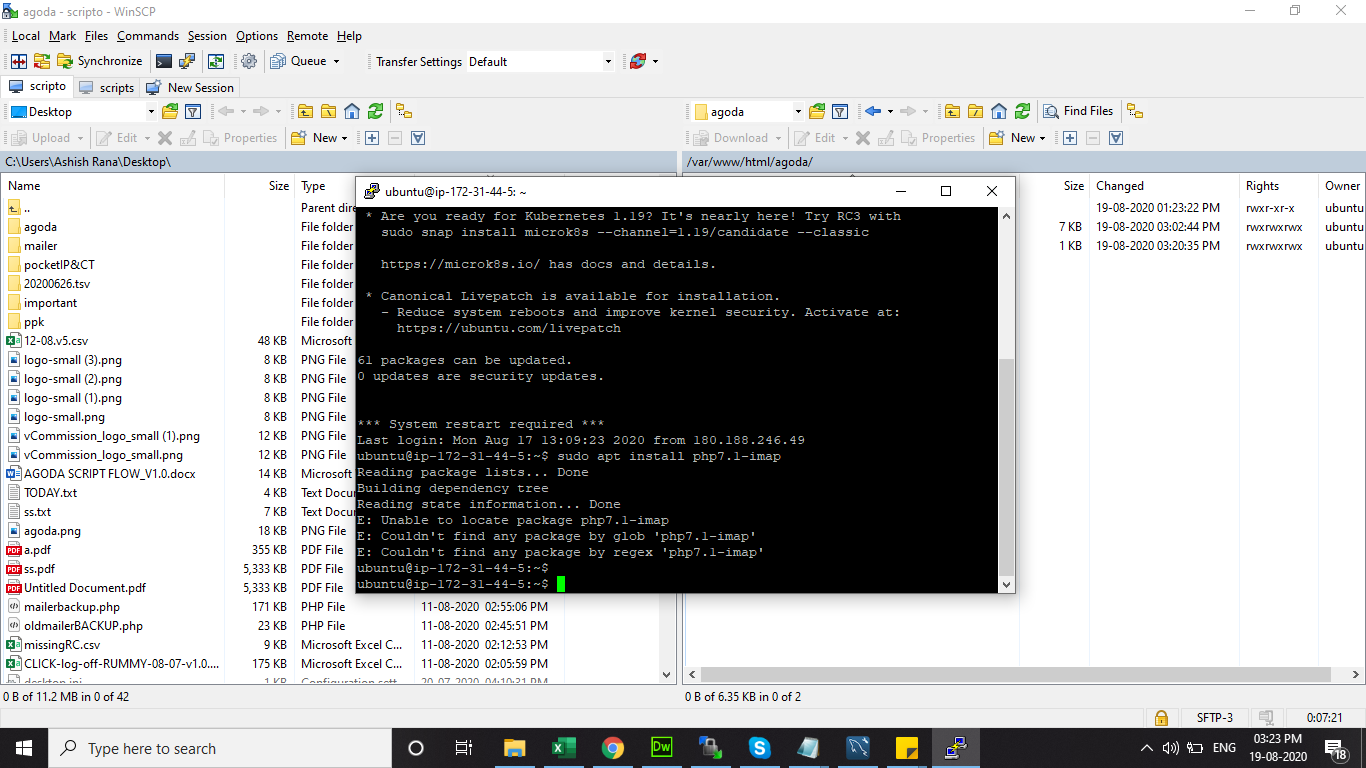 agoda - scripto - WinSCP
Local Mark Files Commands Session Options Remote Help
Synchronize Queue Transfer Settings Default
scripto scripts New Session
Desktop agoda Find Files
Upload Edit Properties New Download Edit Properties New
C:\Users\Ashish Rana\Desktop\ /var/www/html/agoda/
Name Size Type Size Changed Rights Owner
.. Parent dire 19-08-2020 01:23:22 PM rwxr-xr-x ubuntu
agoda File folder 7 KB 19-08-2020 03:02:44 PM rwxrwxrwx ubuntu
mailer File folder 1 KB 19-08-2020 03:20:35 PM rwxrwxrwx ubuntu
pocketIP&CT File folder
20200626.tsv File folder
important File folder
ppk File folder
12-08.v5.csv 48 KB Microsoft
logo-small (3).png 8 KB PNG File
logo-small (2).png 8 KB PNG File
logo-small (1).png 8 KB PNG File
logo-small.png 8 KB PNG File
vCommission_logo_small (1).png 12 KB PNG File
vCommission_logo_small.png 12 KB PNG File
AGODA SCRIPT FLOW_V1.0.docx 14 KB Microsoft
TODAY.txt 4 KB Text Docu
ss.txt 7 KB Text Docu
agoda.png 18 KB PNG File
a.pdf 355 KB PDF File
ss.pdf 5,333 KB PDF File
Untitled Document.pdf 5,333 KB PDF File
mailerbackup.php 171 KB PHP File 11-08-2020 02:55:06 PM
oldmailerBACKUP.php 23 KB PHP File 11-08-2020 02:45:51 PM
missingRC.csv 9 KB Microsoft Excel C... 11-08-2020 02:12:53 PM
CLICK-log-off-RUMMY-08-07-v1.0.... 175 KB Microsoft Excel C... 11-08-2020 02:05:59 PM
desktop.ini 1 KB Configuration sett... 20-07-2020 04:10:31 PM
ubuntu@ip-172-31-44-5: ~
* Are you ready for Kubernetes 1.19? It's nearly here! Try RC3 with
sudo snap install microk8s --channel=1.19/candidate --classic
https://microk8s.io/ has docs and details.
* Canonical Livepatch is available for installation.
- Reduce system reboots and improve kernel security. Activate at:
https://ubuntu.com/livepatch
61 packages can be updated.
0 updates are security updates.
*** System restart required ***
Last login: Mon Aug 17 13:09:23 2020 from 180.188.246.49
ubuntu@ip-172-31-44-5:~$ sudo apt install php7.1-imap
Reading package lists... Done
Building dependency tree
Reading state information... Done
E: Unable to locate package php7.1-imap
E: Couldn't find any package by glob 'php7.1-imap'
E: Couldn't find any package by regex 'php7.1-imap'
ubuntu@ip-172-31-44-5:~$
ubuntu@ip-172-31-44-5:~$
0 B of 11.2 MB in 0 of 42 0 B of 6.35 KB in 0 of 2
SFTP-3 0:07:21
Type here to search Dw ENG 03:23 PM
19-08-2020 18